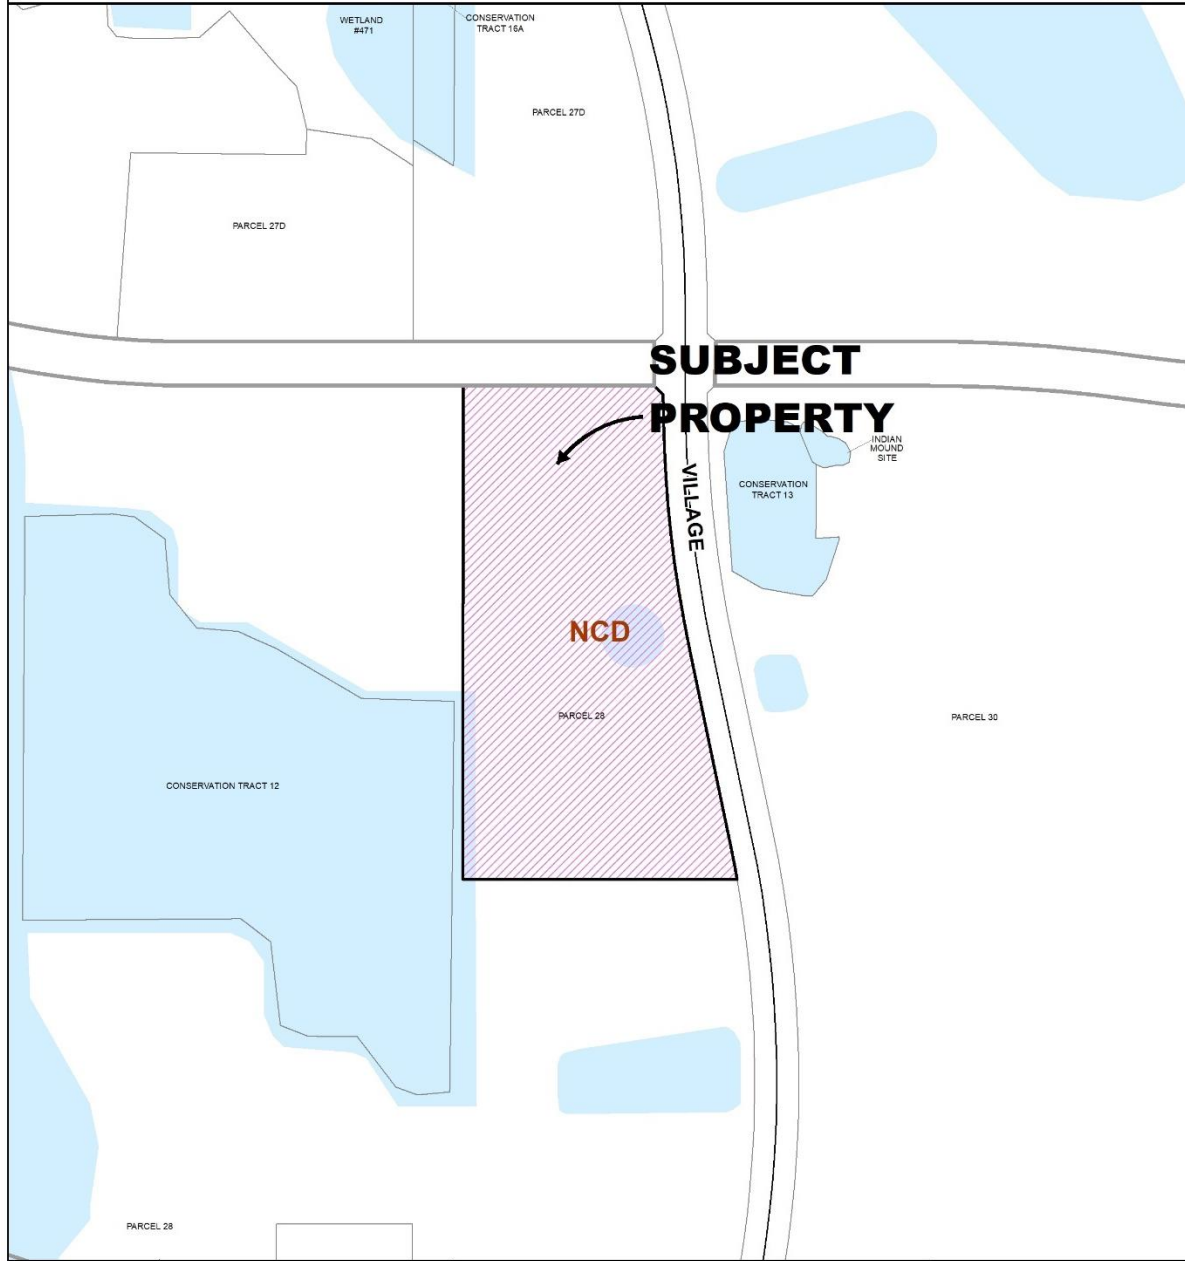 WETLAND
#471
CONSERVATION
TRACT 16A
PARCEL 27D
PARCEL 27D
SUBJECT
PROPERTY
INDIAN
MOUND
SITE
VILLAGE
CONSERVATION
TRACT 13
NCD
PARCEL 28
PARCEL 30
CONSERVATION TRACT 12
PARCEL 28